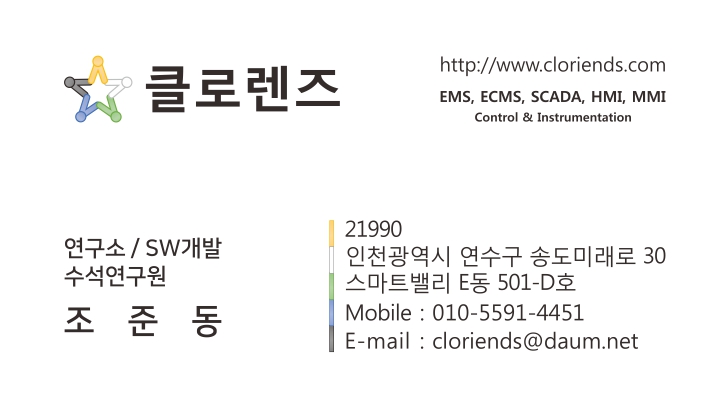 클로렌즈
http://www.cloriends.com
EMS, ECMS, SCADA, HMI, MMI
Control & Instrumentation
연구소 / SW개발
수석연구원
조 준 동
21990
인천광역시 연수구 송도미래로 30
스마트밸리 E동 501-D호
Mobile : 010-5591-4451
E-mail : cloriends@daum.net